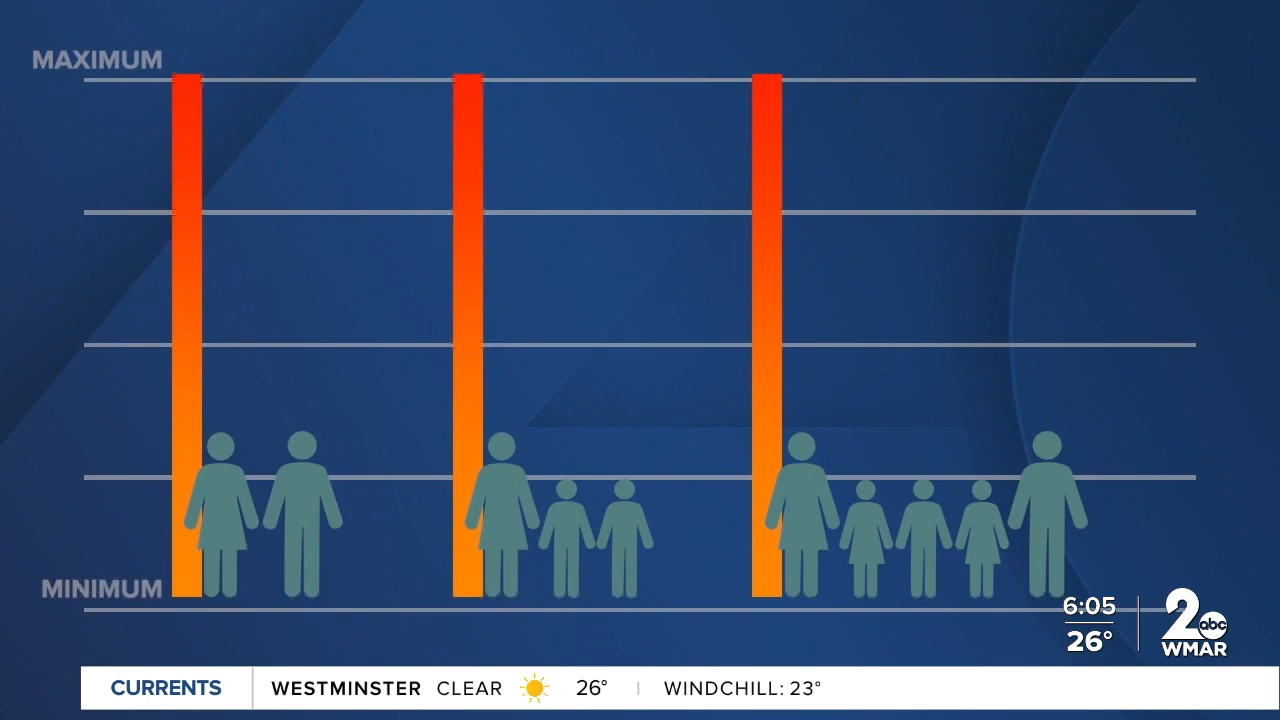 MAXIMUM
MINIMUM
6:05
26°
2 abc
WMAR
CURRENTS WESTMINSTER CLEAR 26° WINDCHILL: 23°